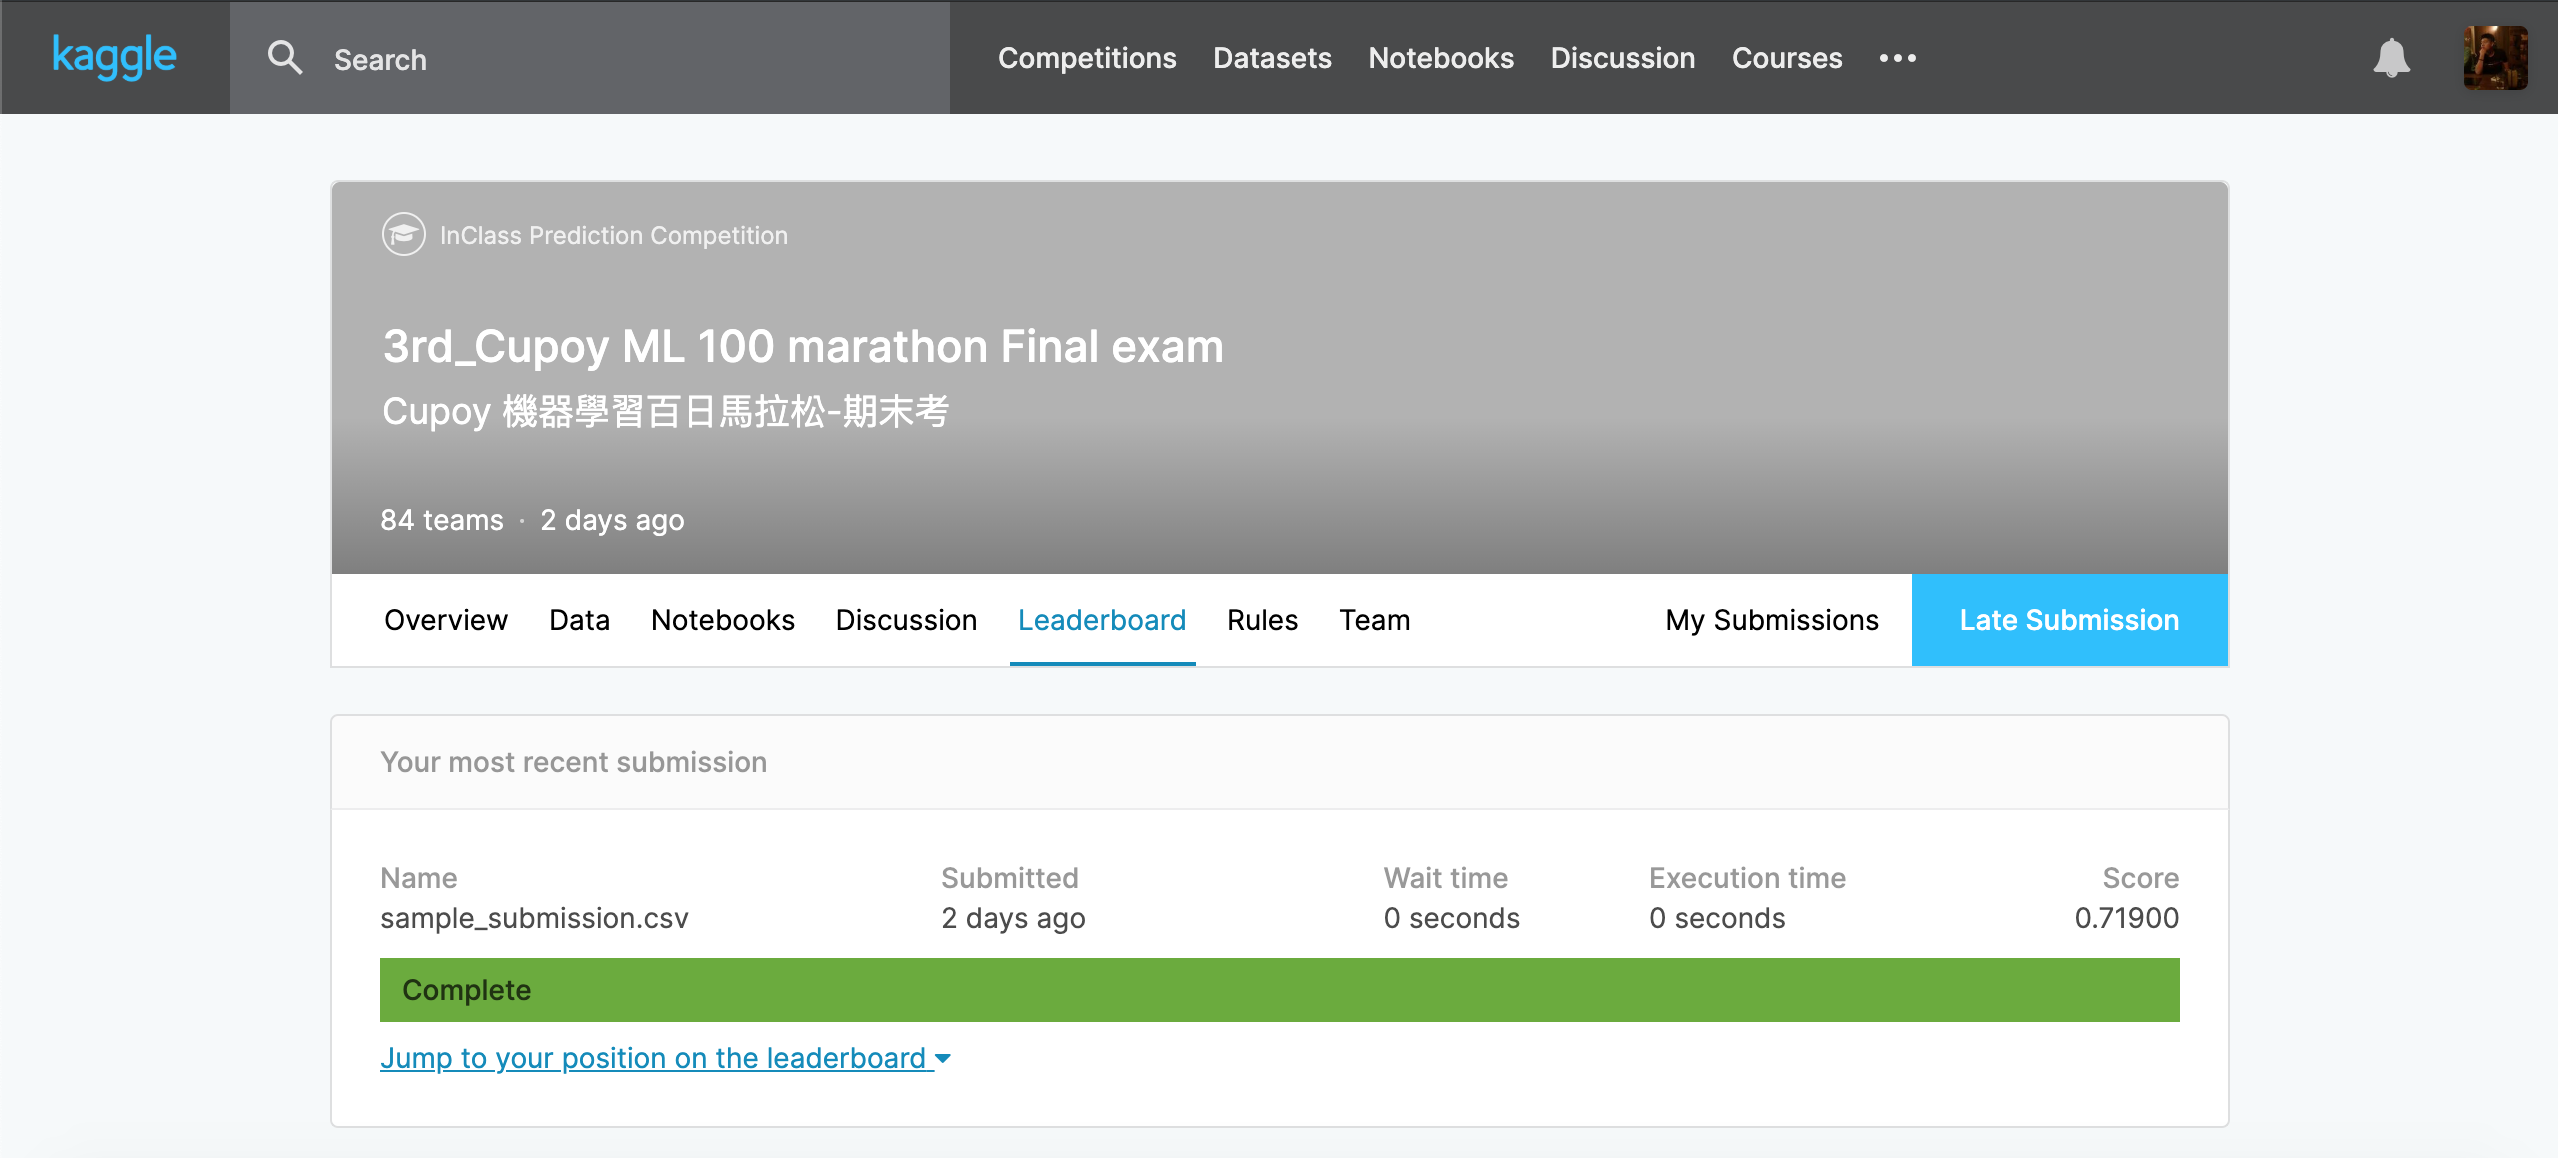 kaggle
Search
Competitions Datasets Notebooks Discussion Courses
InClass Prediction Competition
3rd_Cupoy ML 100 marathon Final exam
Cupoy 機器學習百日馬拉松-期末考
84 teams · 2 days ago
Overview Data Notebooks Discussion Leaderboard Rules Team My Submissions Late Submission
Your most recent submission
Name Submitted Wait time Execution time Score
sample_submission.csv 2 days ago 0 seconds 0 seconds 0.71900
Complete
Jump to your position on the leaderboard